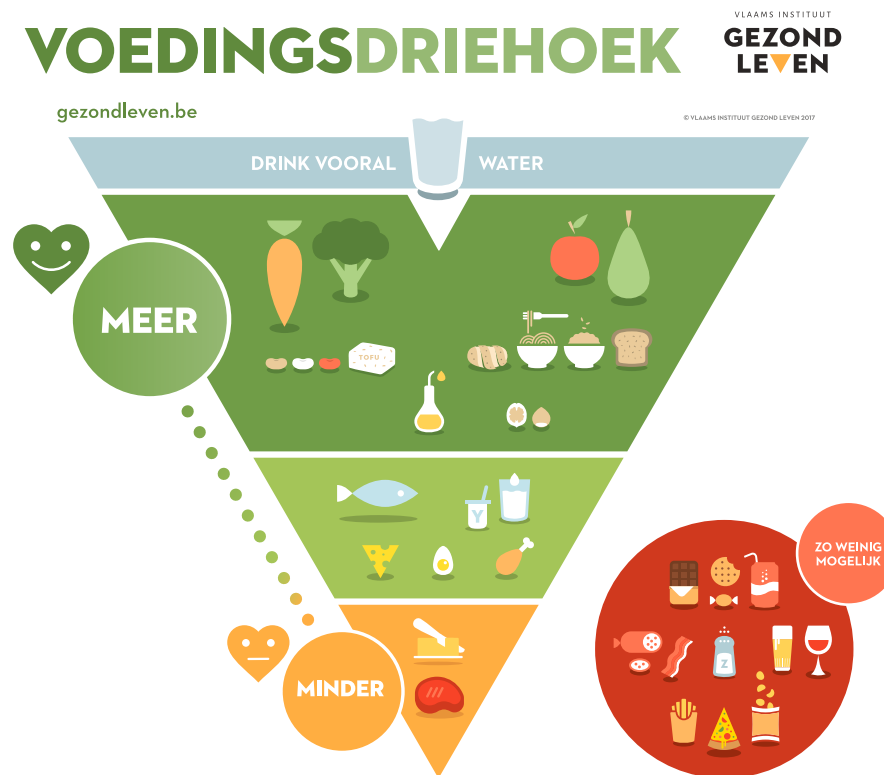 VLAAMS INSTITUUT
GEZOND
LEVEN
VOEDINGSDRIEHOEK
gezondleven.be
© VLAAMS INSTITUUT GEZOND LEVEN 2017
DRINK VOORAL WATER
MEER
TOFU
Y
ZO WEINIG
MOGELIJK
Z
MINDER